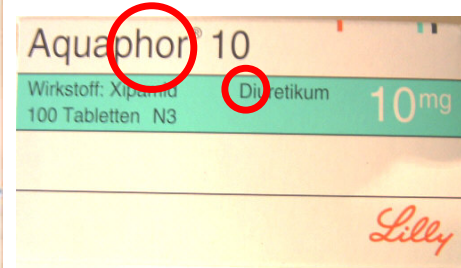 Aquaphor® 10
Wirkstoff: Xipamid Diuretikum 10mg
100 Tabletten N3
Lilly